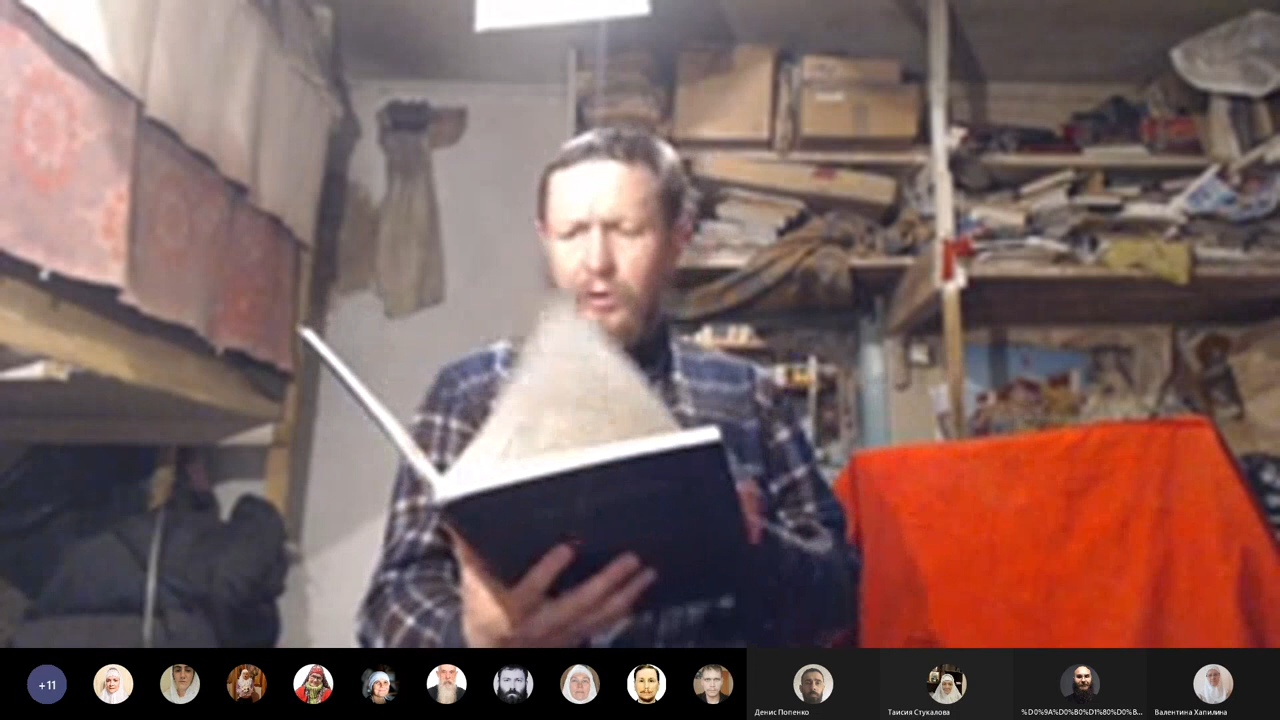 +11
Денис Попенко
Таисия Стукалова
%D0%9A%D0%B0%D1%80%D0%B...
Валентина Хапилина